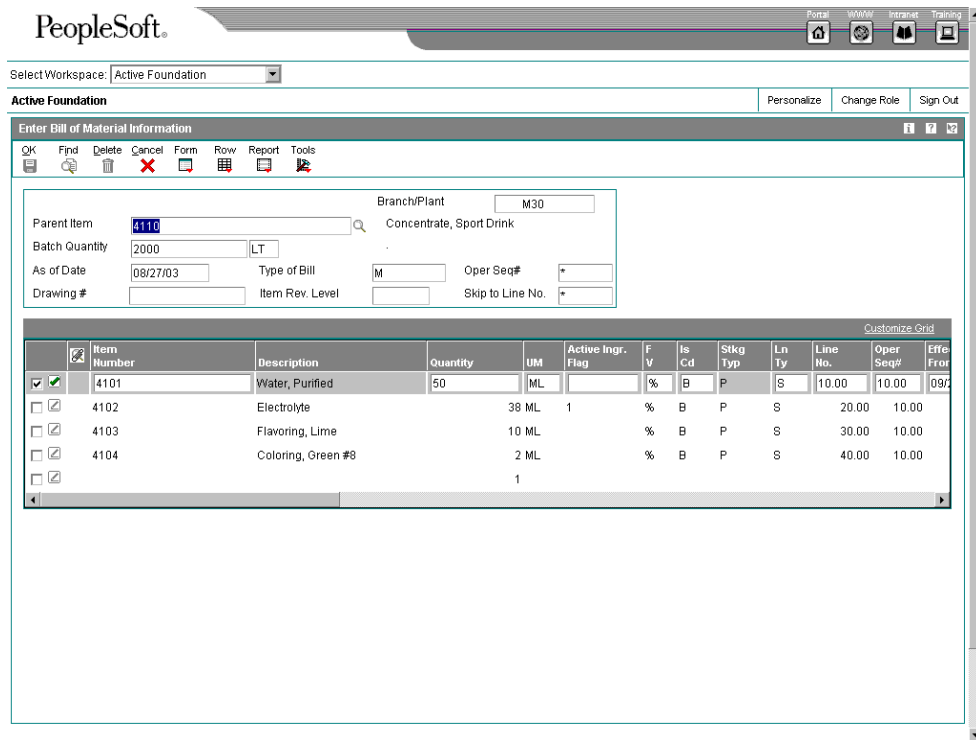 PeopleSoft®
Portal WWW Intranet Training
Select Workspace: Active Foundation
Active Foundation Personalize Change Role Sign Out
Enter Bill of Material Information i ? ?
OK Find Delete Cancel Form Row Report Tools
Branch/Plant M30
Parent Item 4110 Concentrate, Sport Drink
Batch Quantity 2000 LT .
As of Date 08/27/03 Type of Bill M Oper Seq# *
Drawing # Item Rev. Level Skip to Line No. *
Customize Grid
Item Number Description Quantity UM Active Ingr. Flag F V Is Cd Stkg Typ Ln Ty Line No. Oper Seq# Effe From
4101 Water, Purified 50 ML % B P S 10.00 10.00 09/2
4102 Electrolyte 38 ML 1 % B P S 20.00 10.00
4103 Flavoring, Lime 10 ML % B P S 30.00 10.00
4104 Coloring, Green #8 2 ML % B P S 40.00 10.00
1